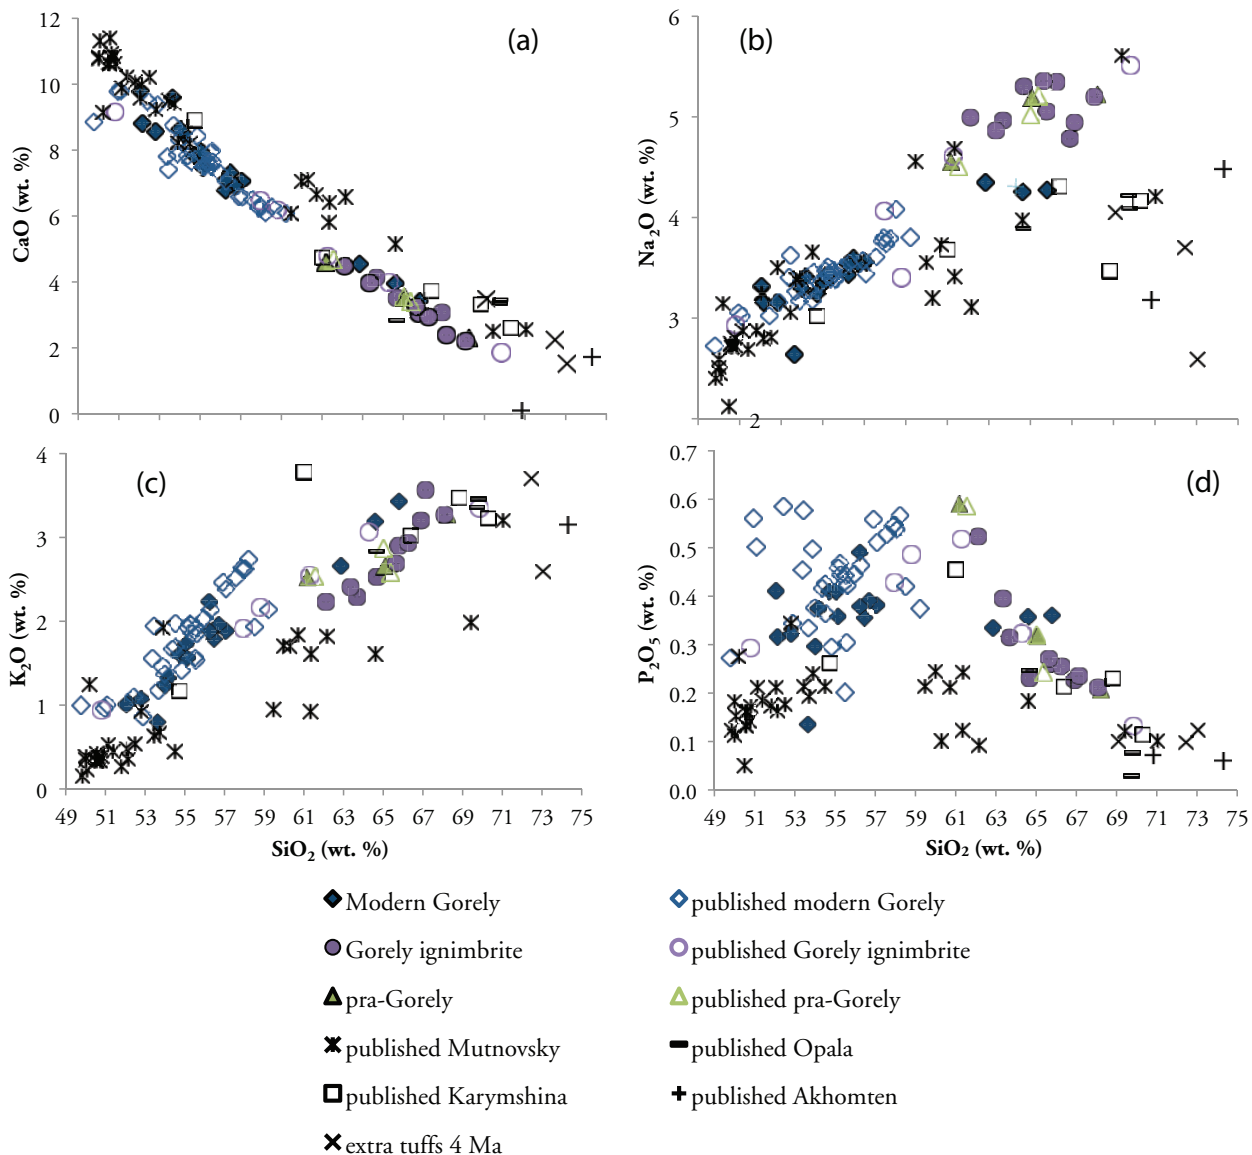 12
10
8
6
4
2
0
CaO (wt. %)
(a)
6
5
4
3
2
Na2O (wt. %)
(b)
4
3
2
1
0
K2O (wt. %)
(c)
49 51 53 55 57 59 61 63 65 67 69 71 73 75
SiO2 (wt. %)
0.7
0.6
0.5
0.4
0.3
0.2
0.1
0.0
P2O5 (wt. %)
(d)
49 51 53 55 57 59 61 63 65 67 69 71 73 75
SiO2 (wt. %)
Modern Gorely
published modern Gorely
Gorely ignimbrite
published Gorely ignimbrite
pra-Gorely
published pra-Gorely
published Mutnovsky
published Opala
published Karymshina
published Akhomten
extra tuffs 4 Ma